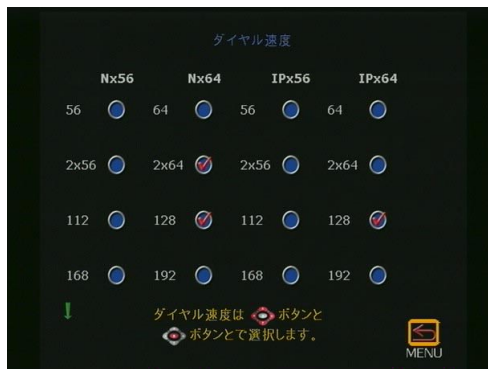 ダイヤル速度
Nx56 Nx64 IPx56 IPx64
56 64 56 64
2x56 2x64 2x56 2x64
112 128 112 128
168 192 168 192
ダイヤル速度は ボタンと
ボタンとで選択します。
MENU